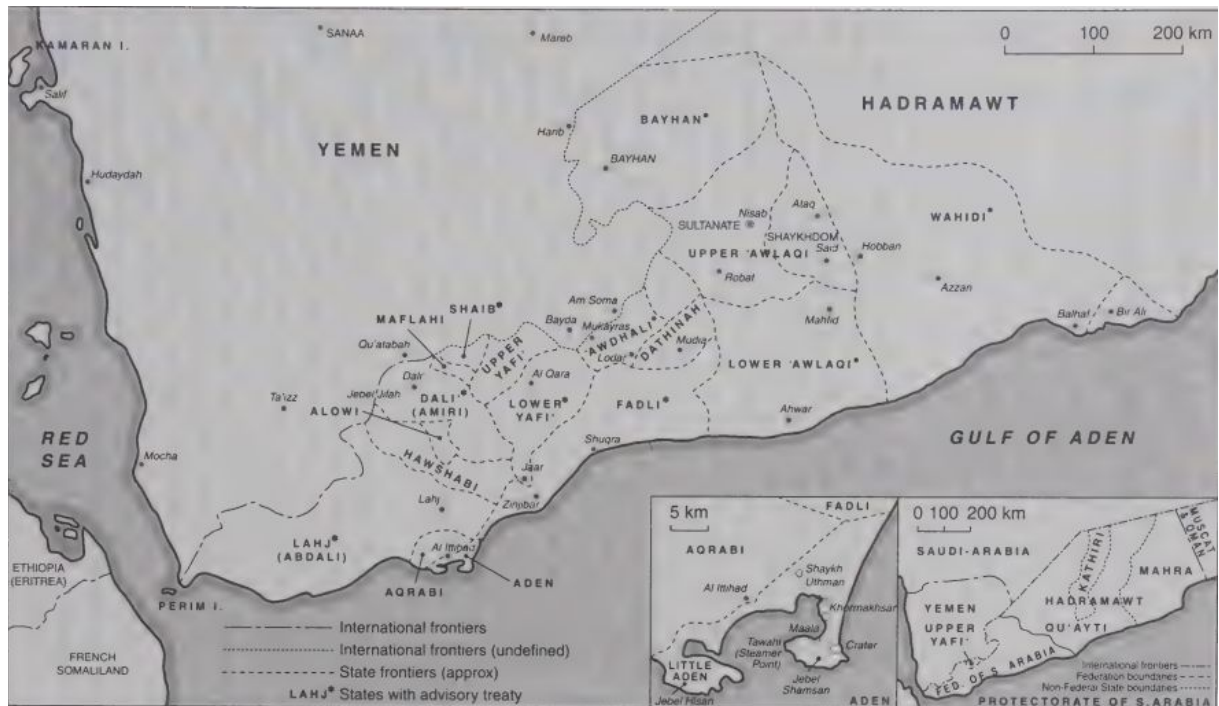 KAMARAN I.
Salif
SANAA
Mareb
0 100 200 km
HADRAMAWT
YEMEN
Harib
BAYHAN
BAYHAN
Hudaydah
Nisab
SULTANATE
Ataq
SHAYKHDOM
Said
WAHIDI
Hobban
UPPER 'AWLAQI
Robat
Azzan
Am Soma
SHAIB
MAFLAHI
Bayda
Mukayras
AWDHALI
DATHINAH
Mahfid
Balhaf
Bir Ali
Qu'atabah
UPPER
YAFI'
Lodar
Mudia
LOWER 'AWLAQI
Al Qara
Ta'izz
ALOWI
DALI'
(AMIRI)
LOWER
YAFI'
FADLI
Ahwar
RED
SEA
Mocha
Shuqra
GULF OF ADEN
HAWSHABI
Jaar
Lahj
Zinjibar
LAHJ
(ABDALI)
Al Ittihad
AQRABI
ADEN
ETHIOPIA
(ERITREA)
PERIM I.
FRENCH
SOMALILAND
International frontiers
International frontiers (undefined)
State frontiers (approx)
LAHJ States with advisory treaty
5 km
FADLI
AQRABI
Shaykh
Uthman
Al Ittihad
Khormaksar
Maala
Tawahi
(Steamer
Point)
Crater
LITTLE
ADEN
Jebel
Shamsan
Jebel Hisan
ADEN
0 100 200 km
SAUDI-ARABIA
MUSCAT
& OMAN
KATHIRI
MAHRA
YEMEN
HADRAMAWT
UPPER
YAFI'
QU'AYTI
FED. OF S. ARABIA
International frontiers
Federation boundaries
Non-Federal State boundaries
PROTECTORATE OF S. ARABIA